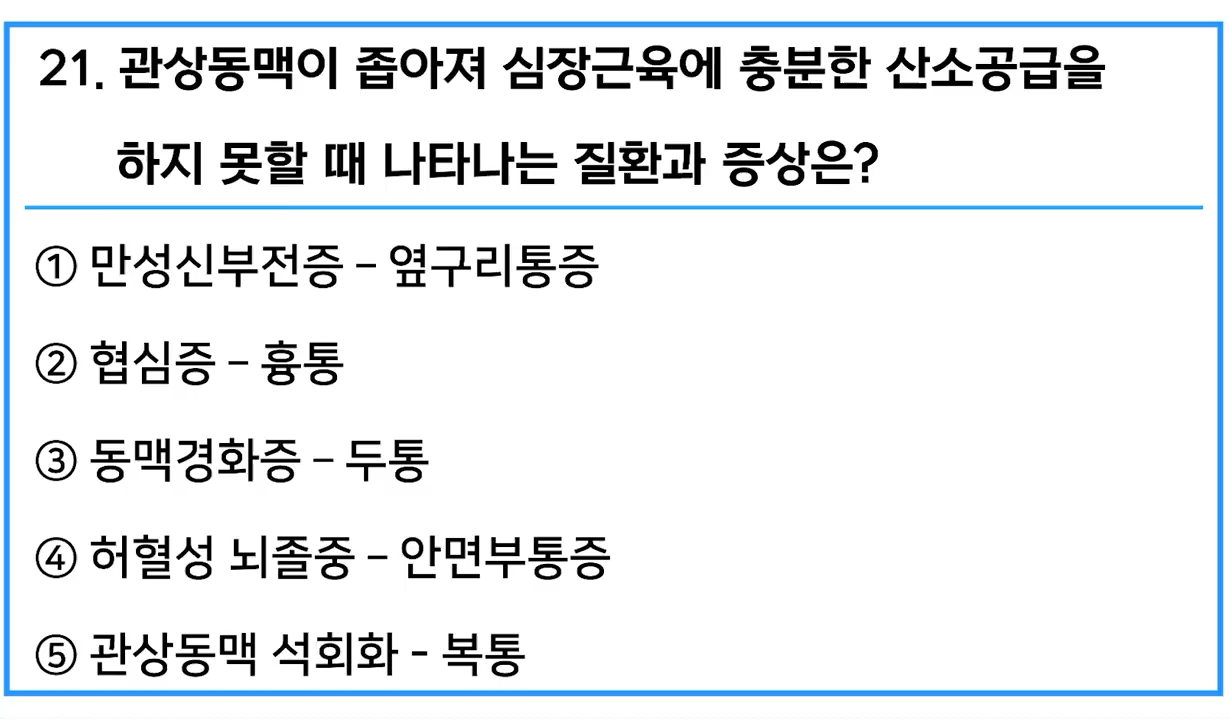 21. 관상동맥이 좁아져 심장근육에 충분한 산소공급을
하지 못할 때 나타나는 질환과 증상은?
① 만성신부전증 – 옆구리통증
② 협심증 – 흉통
③ 동맥경화증 – 두통
④ 허혈성 뇌졸중 – 안면부통증
⑤ 관상동맥 석회화 - 복통